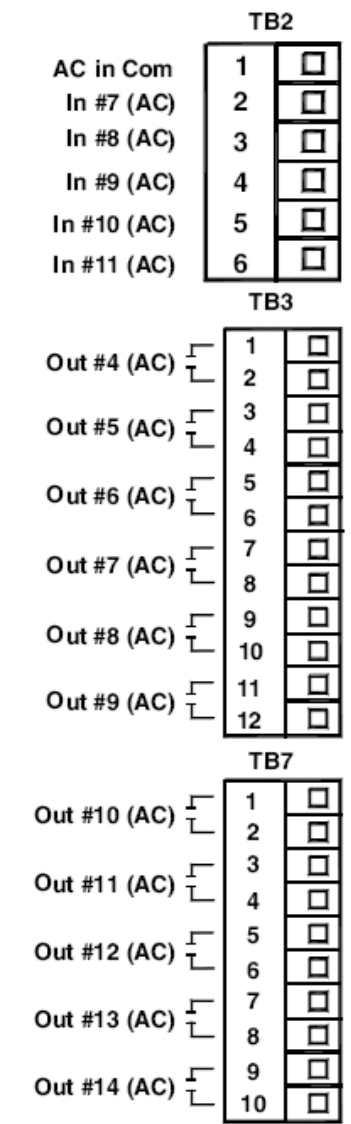 TB2
AC in Com 1
In #7 (AC) 2
In #8 (AC) 3
In #9 (AC) 4
In #10 (AC) 5
In #11 (AC) 6
TB3
Out #4 (AC) 1
2
Out #5 (AC) 3
4
Out #6 (AC) 5
6
Out #7 (AC) 7
8
Out #8 (AC) 9
10
Out #9 (AC) 11
12
TB7
Out #10 (AC) 1
2
Out #11 (AC) 3
4
Out #12 (AC) 5
6
Out #13 (AC) 7
8
Out #14 (AC) 9
10